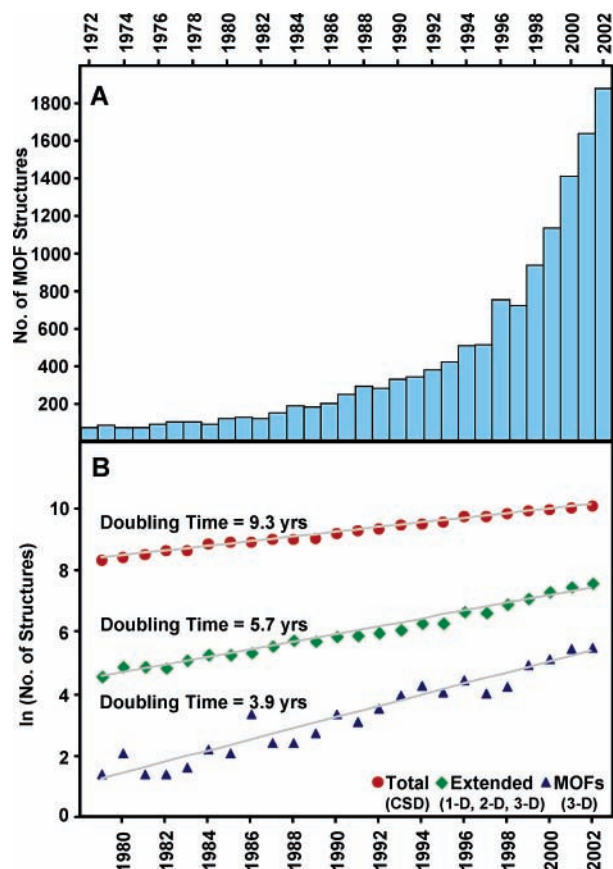 1972 1974 1976 1978 1980 1982 1984 1986 1988 1990 1992 1994 1996 1998 2000 2002
A
No. of MOF Structures
1800
1600
1400
1200
1000
800
600
400
200
B
ln (No. of Structures)
10
8
6
4
2
0
Doubling Time = 9.3 yrs
Doubling Time = 5.7 yrs
Doubling Time = 3.9 yrs
Total Extended MOFs
(CSD) (1-D, 2-D, 3-D) (3-D)
1980 1982 1984 1986 1988 1990 1992 1994 1996 1998 2000 2002